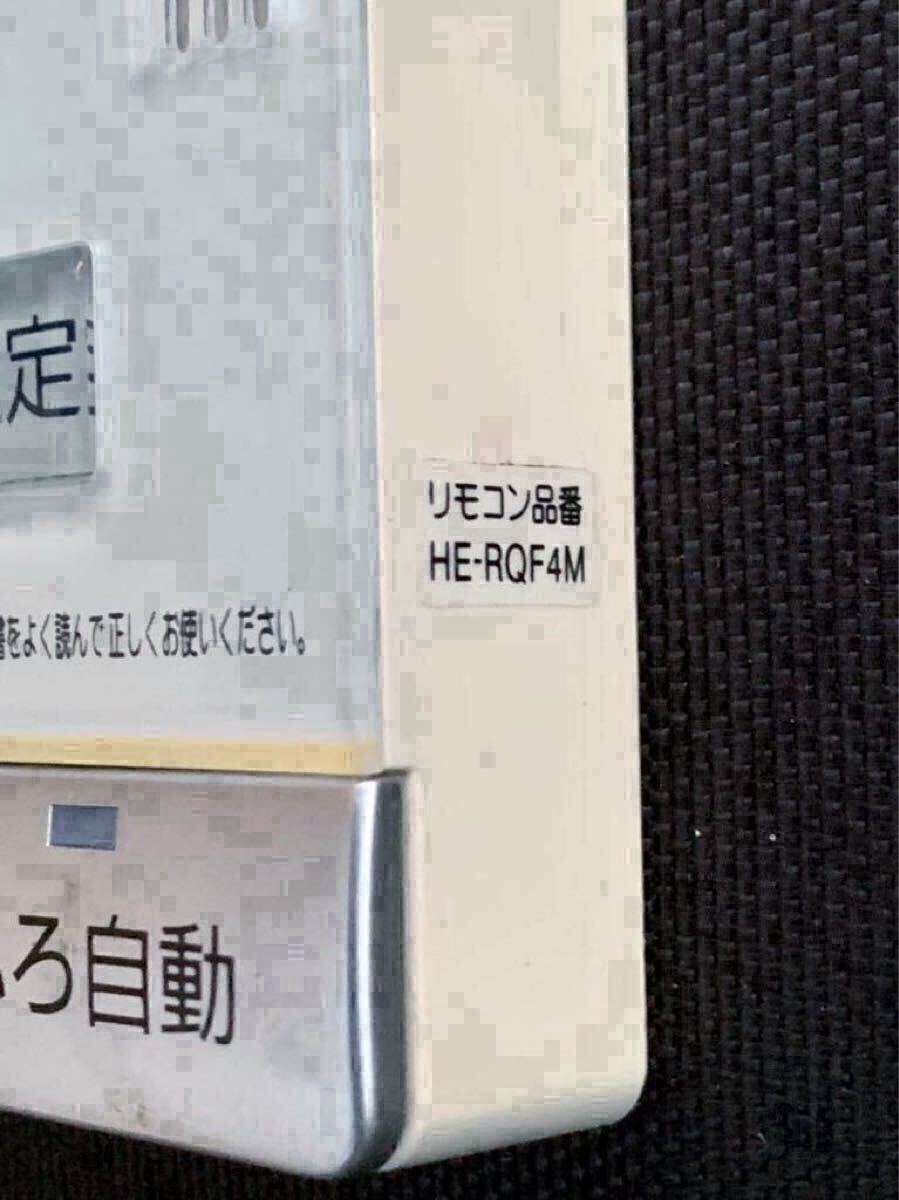 定
リモコン品番
HE-RQF4M
書をよく読んで正しくお使いください。
ふろ自動